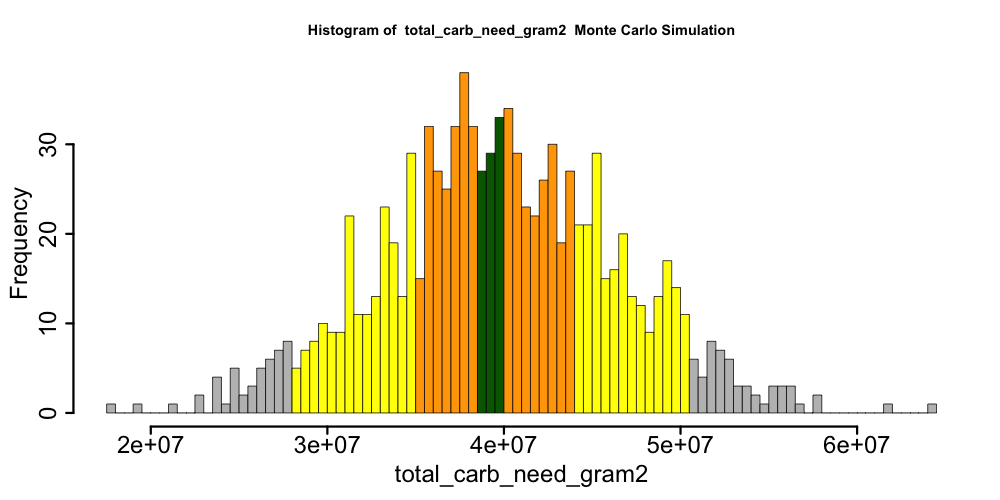 Histogram of  total_carb_need_gram2  Monte Carlo Simulation
Frequency
30
20
10
0
2e+07 3e+07 4e+07 5e+07 6e+07
total_carb_need_gram2